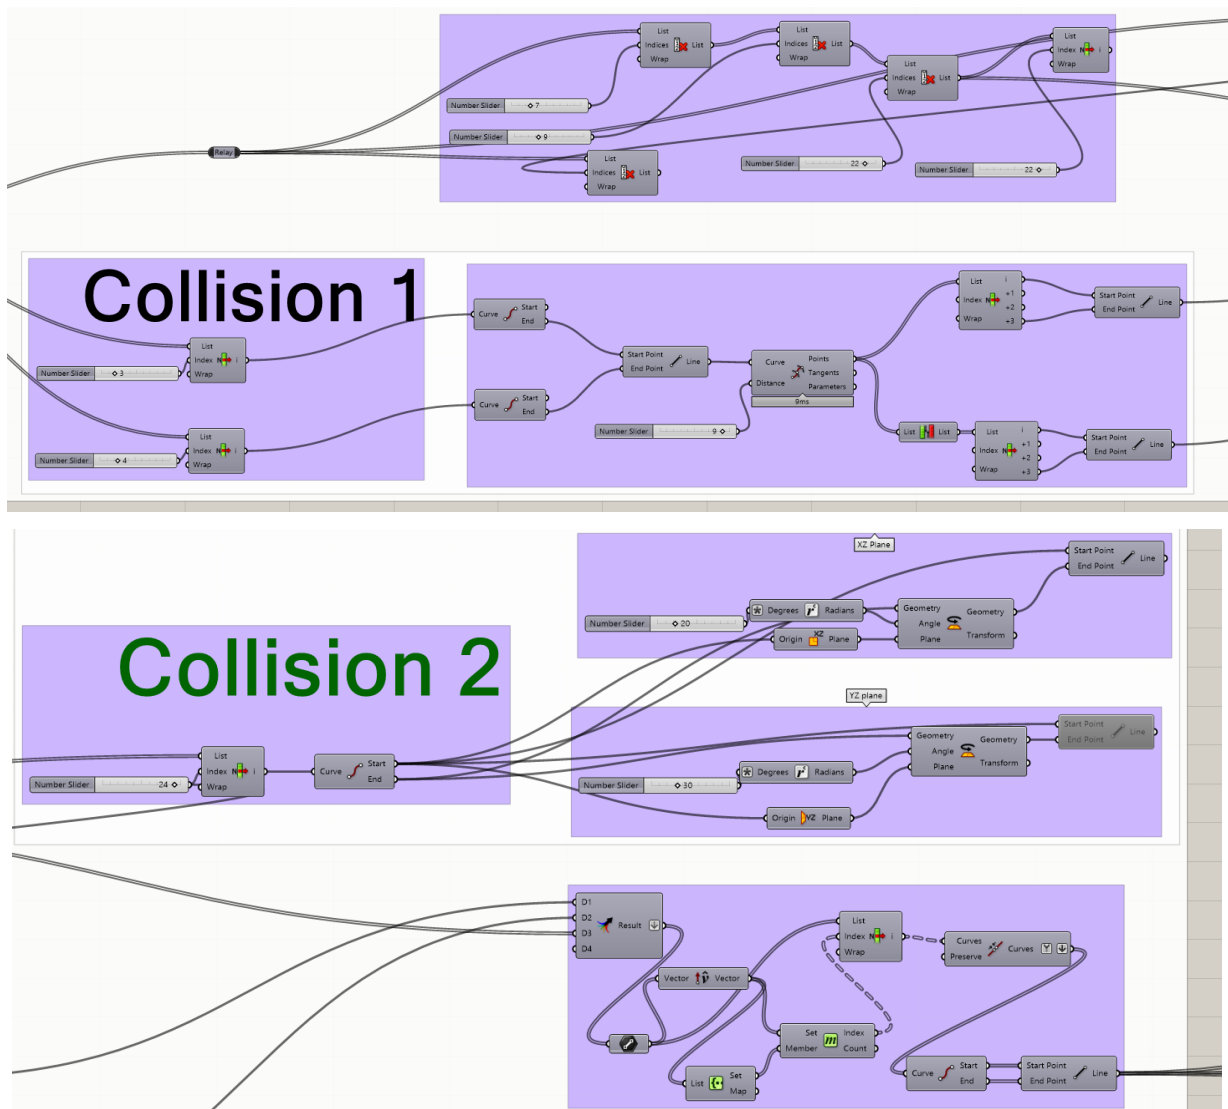 List
Indices List
Wrap
List
Indices List
Wrap
List
Indices List
Wrap
List
Index i
Wrap
Number Slider 7
Number Slider 9
Relay
List
Indices List
Wrap
Number Slider 22
Number Slider 22
Collision 1
List
Index i
Wrap
Number Slider 3
List
Index i
Wrap
Number Slider 4
Curve Start
End
Curve Start
End
Start Point
End Point Line
Curve Points
Distance Tangents
Parameters
9ms
Number Slider 9
List i
Index +1
+2
Wrap +3
Start Point
End Point Line
List List
List i
Index +1
+2
Wrap +3
Start Point
End Point Line
XZ Plane
Start Point
End Point Line
Number Slider 20
Degrees Radians
Origin XZ Plane
Geometry Geometry
Angle
Plane Transform
Collision 2
List
Index i
Wrap
Number Slider 24
Curve Start
End
YZ plane
Start Point
End Point Line
Geometry Geometry
Angle
Plane Transform
Degrees Radians
Number Slider 30
Origin YZ Plane
D1
D2
D3
D4
Result
List
Index i
Wrap
Curves Curves
Preserve
Vector Vector
Set Index
Member Count
List Set
Map
Curve Start
End
Start Point
End Point Line